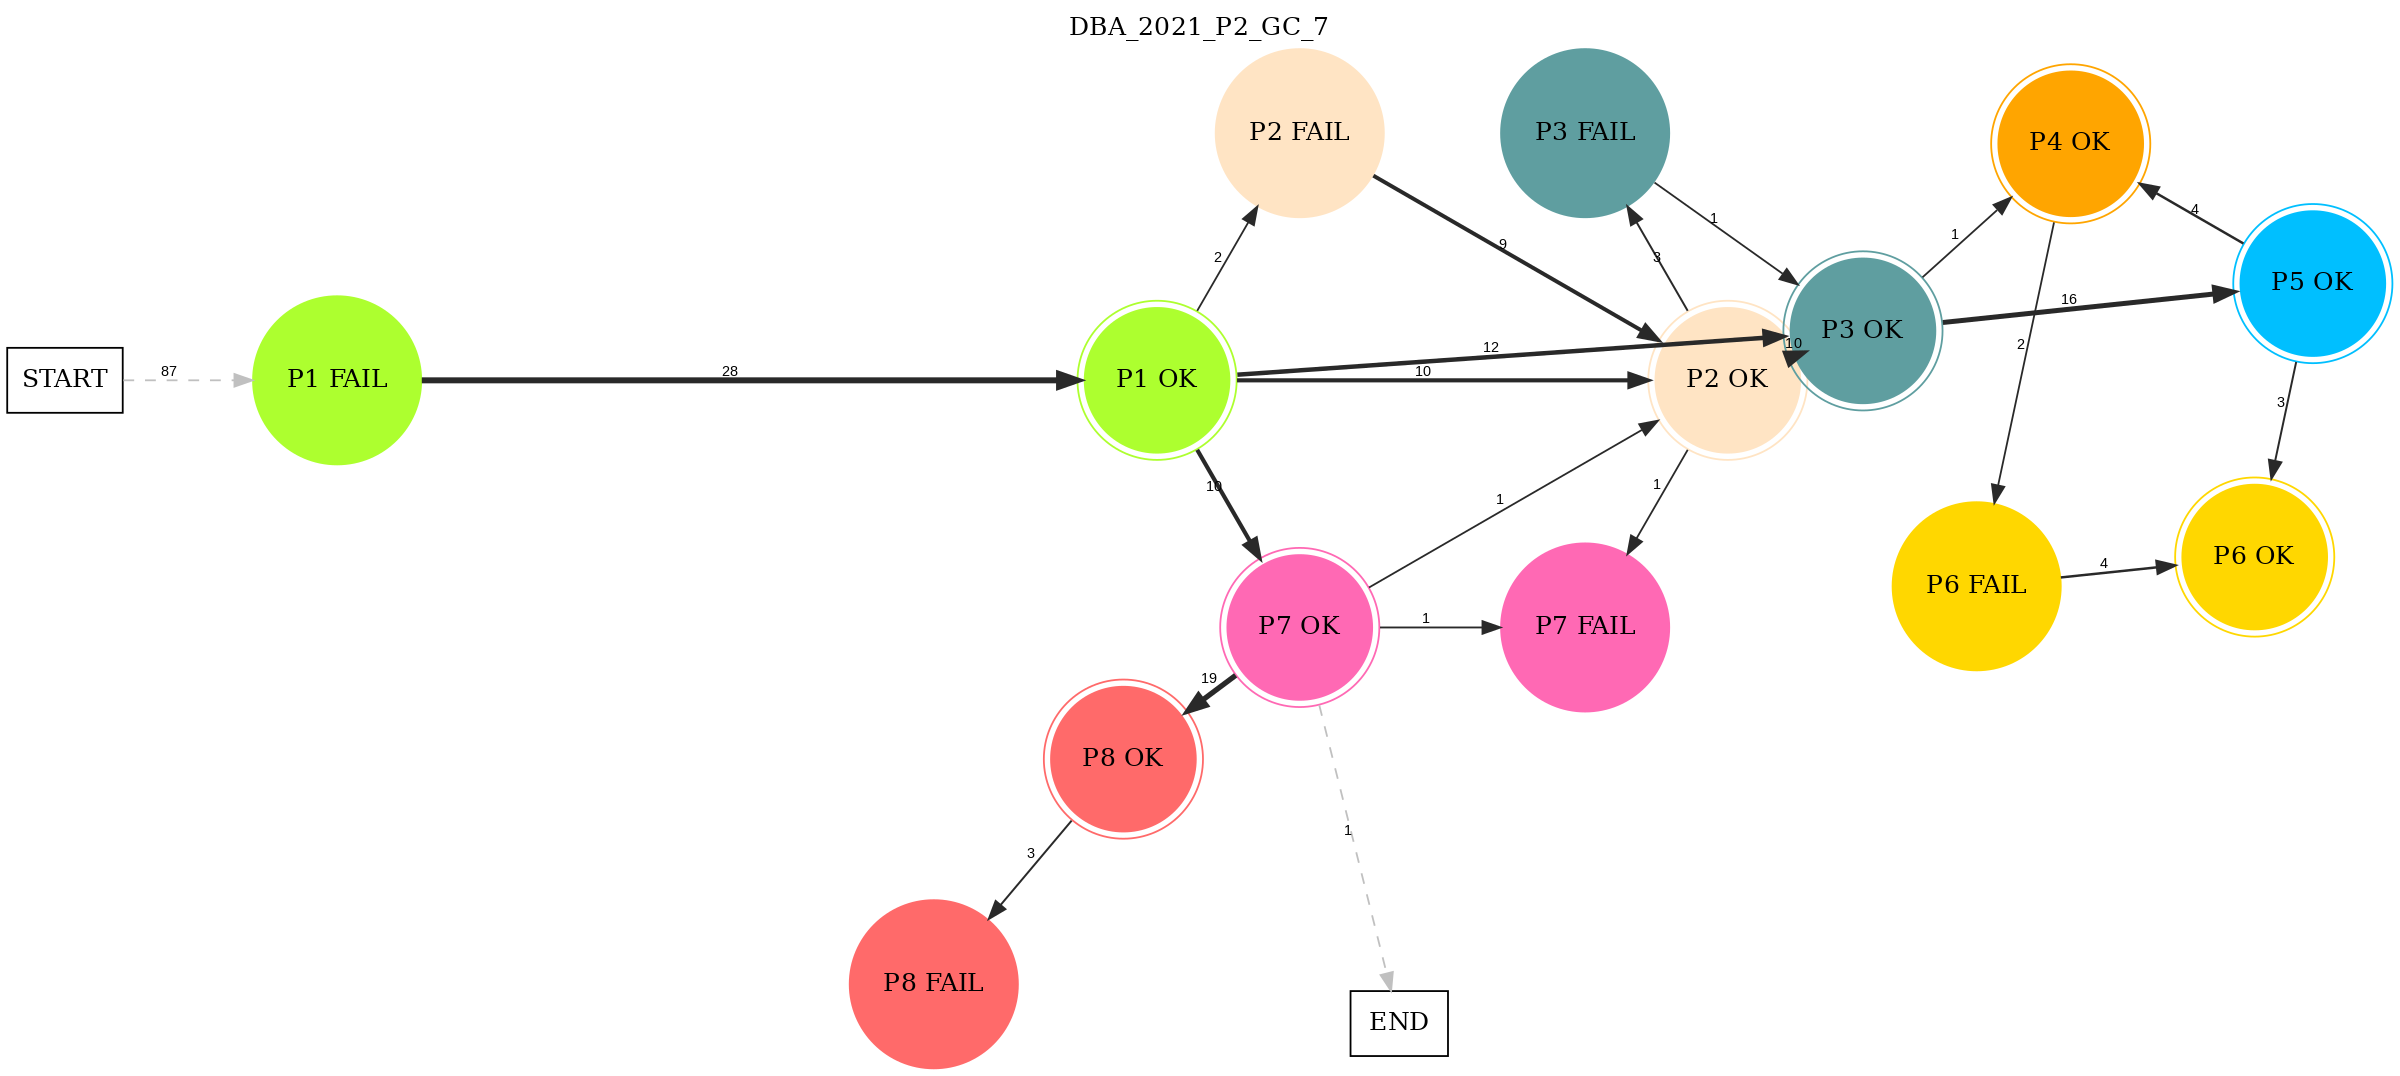 DBA_2021_P2_GC_7
P2 FAIL
P3 FAIL
P4 OK
4
1
2
3
9
1
P5 OK
16
P3 OK
10
12
2
START
87
P1 FAIL
28
P1 OK
10
P2 OK
3
10
1
1
P6 OK
4
P6 FAIL
P7 OK
1
P7 FAIL
19
P8 OK
1
3
P8 FAIL
END